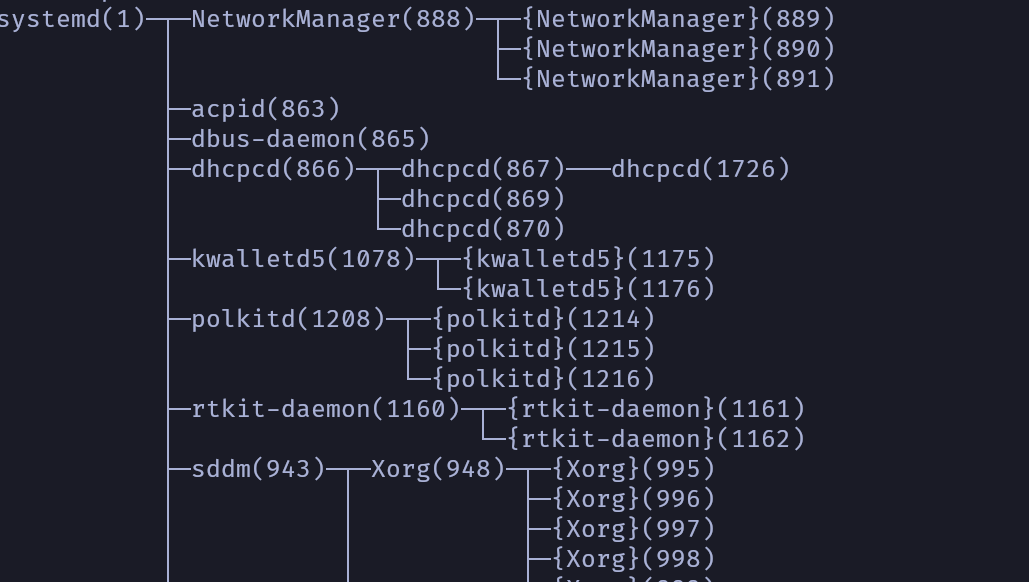 systemd(1)─┬─NetworkManager(888)─┬─{NetworkManager}(889)
           │                     ├─{NetworkManager}(890)
           │                     └─{NetworkManager}(891)
           ├─acpid(863)
           ├─dbus-daemon(865)
           ├─dhcpcd(866)─┬─dhcpcd(867)───dhcpcd(1726)
           │             ├─dhcpcd(869)
           │             └─dhcpcd(870)
           ├─kwalletd5(1078)─┬─{kwalletd5}(1175)
           │                 └─{kwalletd5}(1176)
           ├─polkitd(1208)─┬─{polkitd}(1214)
           │               ├─{polkitd}(1215)
           │               └─{polkitd}(1216)
           ├─rtkit-daemon(1160)─┬─{rtkit-daemon}(1161)
           │                    └─{rtkit-daemon}(1162)
           ├─sddm(943)─┬─Xorg(948)─┬─{Xorg}(995)
           │           │           ├─{Xorg}(996)
           │           │           ├─{Xorg}(997)
           │           │           ├─{Xorg}(998)